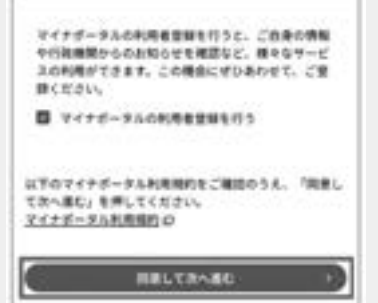 マイナポータルの利用者登録を行うと、ご自身の情報
や行政機関からのお知らせを確認など、様々なサービ
スの利用ができます。この機会にぜひあわせて、ご登
録ください。
マイナポータルの利用者登録を行う
以下のマイナポータル利用規約をご確認のうえ、「同意し
て次へ進む」を押してください。
マイナポータル利用規約
同意して次へ進む